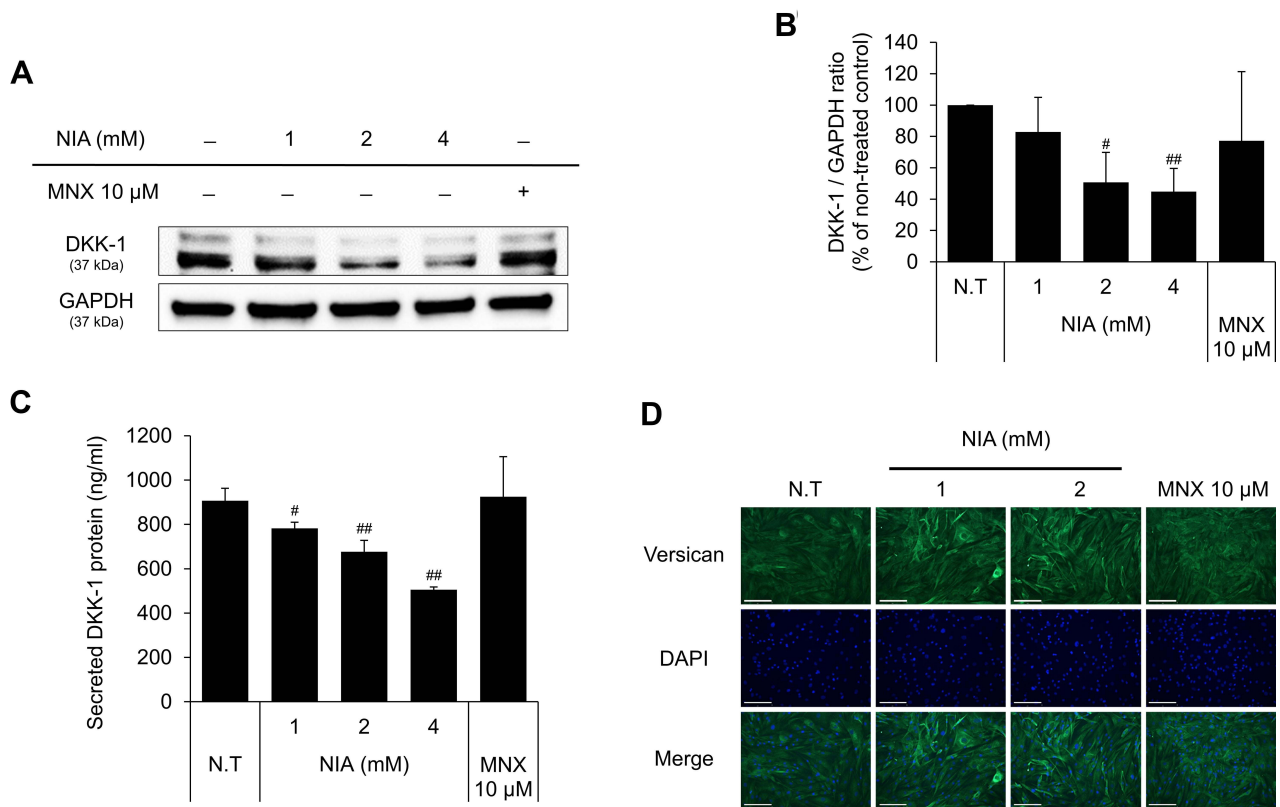 A
NIA (mM) – 1 2 4 –
MNX 10 µM – – – – +
DKK-1
(37 kDa)
GAPDH
(37 kDa)
B
DKK-1 / GAPDH ratio
(% of non-treated control)
140
120
100
80
60
40
20
0
#
##
N.T 1 2 4
NIA (mM)
MNX
10 µM
C
Secreted DKK-1 protein (ng/ml)
1200
1000
800
600
400
200
0
#
##
##
1 2 4
N.T NIA (mM) MNX
10 µM
D
NIA (mM)
N.T 1 2 MNX 10 µM
Versican
DAPI
Merge